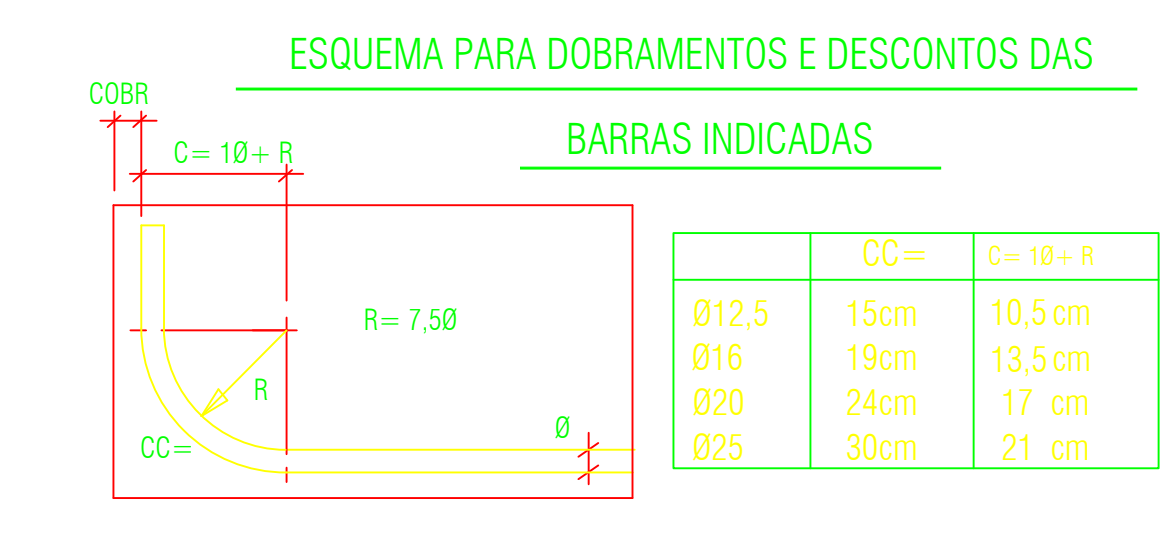 ESQUEMA PARA DOBRAMENTOS E DESCONTOS DAS
BARRAS INDICADAS
COBR
C= 1Ø+ R
R= 7,5Ø
R
CC=
Ø
CC= C= 1Ø+ R
Ø12,5 15cm 10,5 cm
Ø16 19cm 13,5 cm
Ø20 24cm 17 cm
Ø25 30cm 21 cm